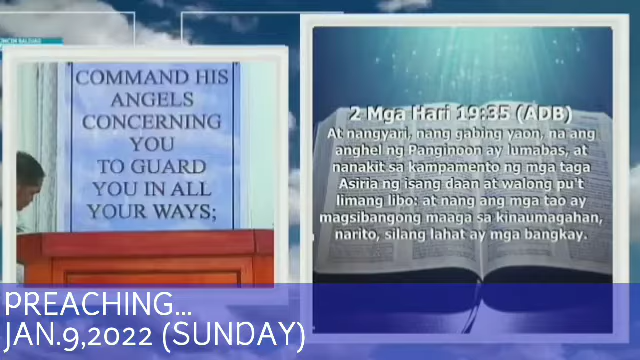 COMMAND HIS
ANGELS
CONCERNING
YOU
TO GUARD
YOU IN ALL
YOUR WAYS;
2 Mga Hari 19:35 (ADB)
At nangyari, nang gabing yaon, na ang
anghel ng Panginoon ay lumabas, at
nanakit sa kampamento ng mga taga
Asiria ng isang daan at walong pu't
limang libo: at nang ang mga tao ay
magsibangong maaga sa kinaumagahan,
narito, silang lahat ay mga bangkay.
PREACHING...
JAN.9,2022 (SUNDAY)